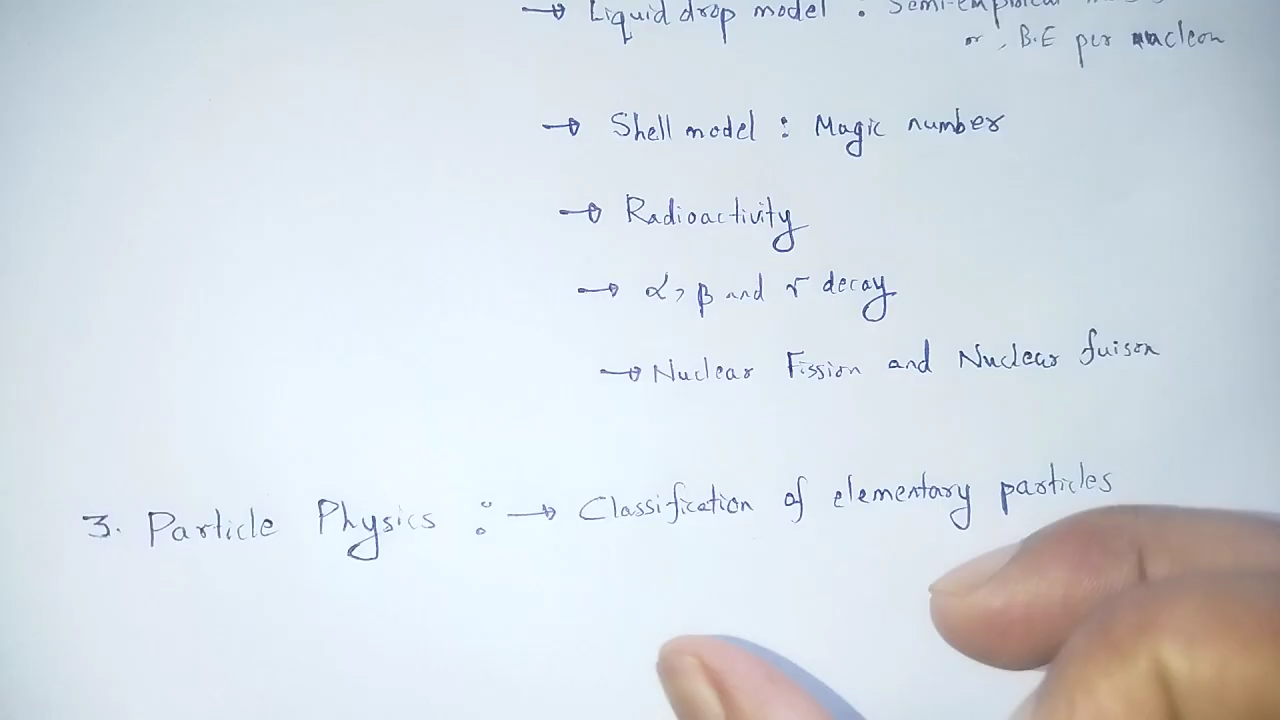 → Liquid drop model :
or, B.E per nucleon
→ Shell model : Magic number
→ Radioactivity
→ α, β and γ decay
→ Nuclear Fission and Nuclear fuison
3. Particle Physics : → Classification of elementary particles